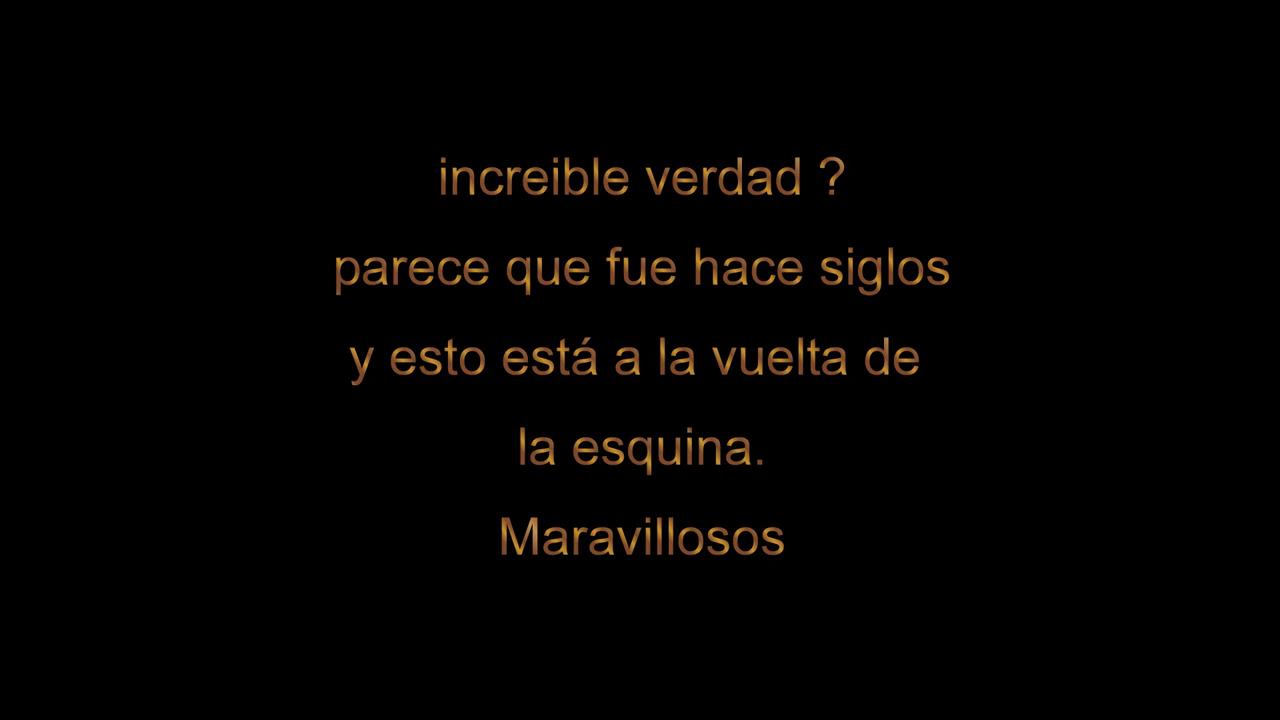 increible verdad ?
parece que fue hace siglos
y esto está a la vuelta de
la esquina.
Maravillosos